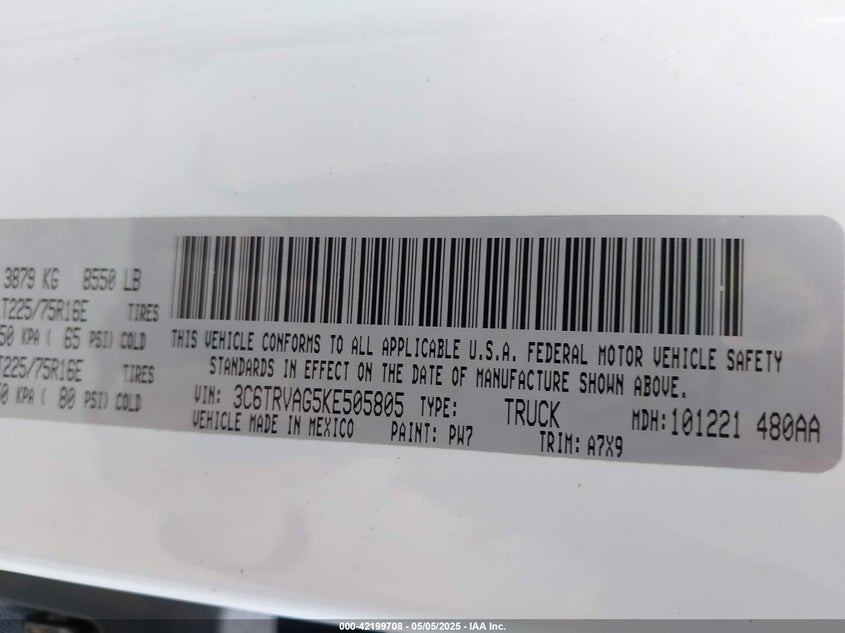 3879 KG 8550 LB
T225/75R16E TIRES
50 KPA ( 65 PSI) COLD
T225/75R16E TIRES
0 KPA ( 80 PSI) COLD
THIS VEHICLE CONFORMS TO ALL APPLICABLE U.S.A. FEDERAL MOTOR VEHICLE SAFETY
STANDARDS IN EFFECT ON THE DATE OF MANUFACTURE SHOWN ABOVE.
VIN: 3C6TRVAG5KE505805 TYPE: TRUCK MDH: 101221 480AA
VEHICLE MADE IN MEXICO PAINT: PW7 TRIM: A7X9
000-42199708 - 05/05/2025 - IAA Inc.